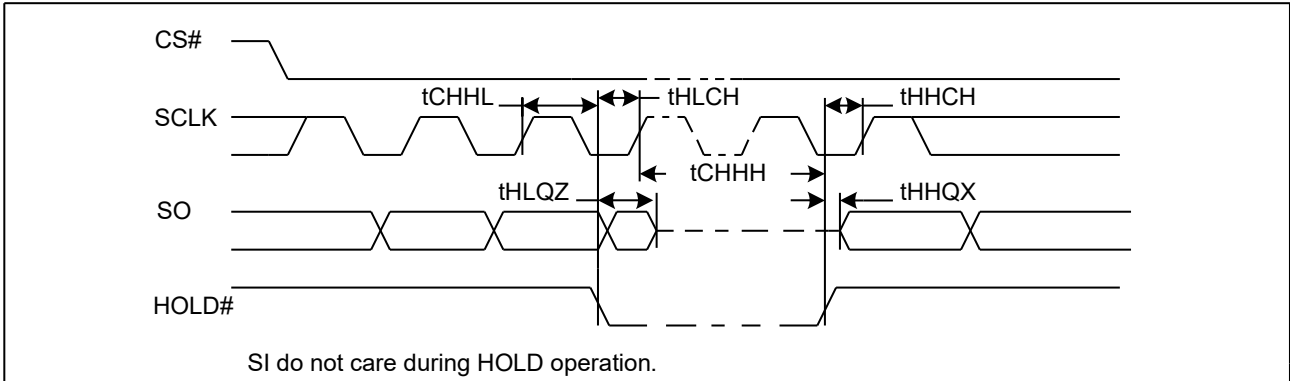 CS#
tCHHL tHLCH tHHCH
SCLK
tCHHH
tHLQZ tHHQX
SO
HOLD#
SI do not care during HOLD operation.